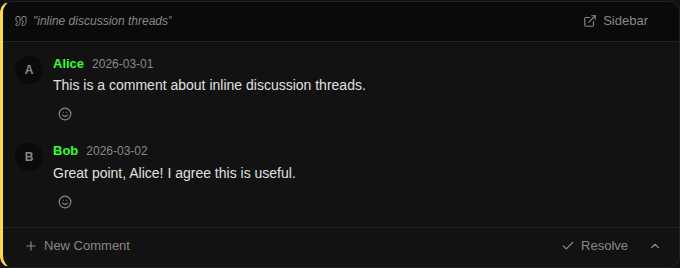 "inline discussion threads"
Sidebar
A
Alice 2026-03-01
This is a comment about inline discussion threads.
B
Bob 2026-03-02
Great point, Alice! I agree this is useful.
New Comment
Resolve